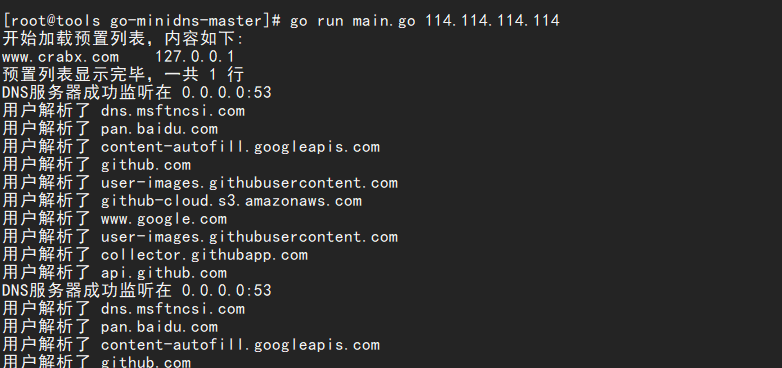 [root@tools go-minidns-master]# go run main.go 114.114.114.114
开始加载预置列表，内容如下：
www.crabx.com    127.0.0.1
预置列表显示完毕，一共 1 行
DNS服务器成功监听在 0.0.0.0:53
用户解析了 dns.msftncsi.com
用户解析了 pan.baidu.com
用户解析了 content-autofill.googleapis.com
用户解析了 github.com
用户解析了 user-images.githubusercontent.com
用户解析了 github-cloud.s3.amazonaws.com
用户解析了 www.google.com
用户解析了 user-images.githubusercontent.com
用户解析了 collector.githubapp.com
用户解析了 api.github.com
DNS服务器成功监听在 0.0.0.0:53
用户解析了 dns.msftncsi.com
用户解析了 pan.baidu.com
用户解析了 content-autofill.googleapis.com
用户解析了 github.com